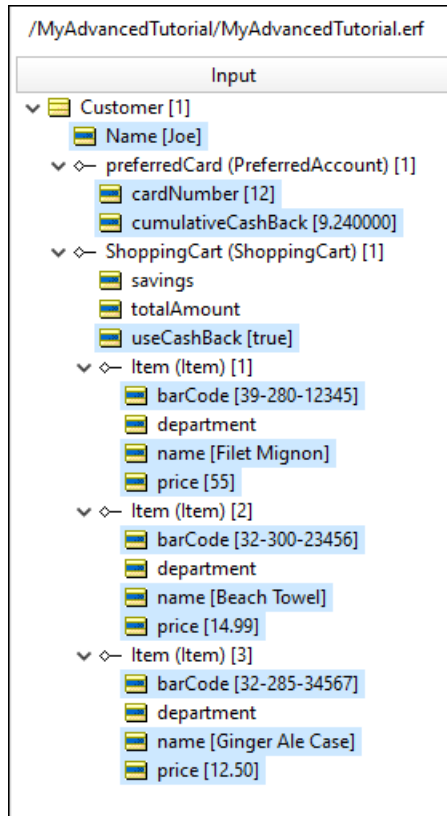 /MyAdvancedTutorial/MyAdvancedTutorial.erf
Input
Customer [1]
Name [Joe]
preferredCard (PreferredAccount) [1]
cardNumber [12]
cumulativeCashBack [9.240000]
ShoppingCart (ShoppingCart) [1]
savings
totalAmount
useCashBack [true]
Item (Item) [1]
barCode [39-280-12345]
department
name [Filet Mignon]
price [55]
Item (Item) [2]
barCode [32-300-23456]
department
name [Beach Towel]
price [14.99]
Item (Item) [3]
barCode [32-285-34567]
department
name [Ginger Ale Case]
price [12.50]